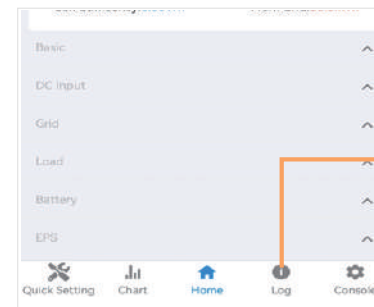 Basic
DC Input
Grid
Load
Battery
EPS
Quick Setting Chart Home Log Console